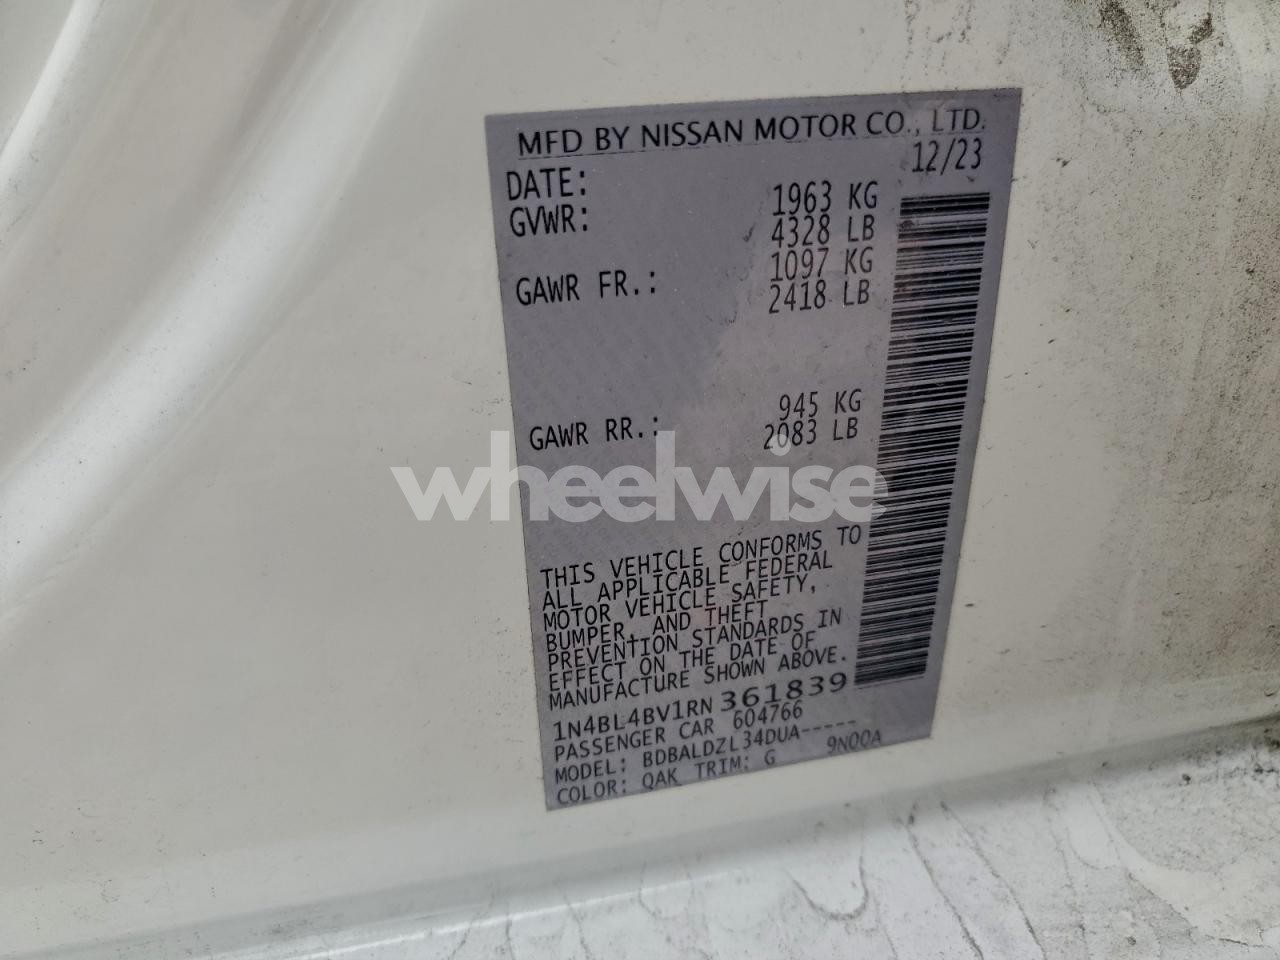 MFD BY NISSAN MOTOR CO., LTD.
DATE: 12/23
GVWR: 1963 KG
4328 LB
GAWR FR.: 1097 KG
2418 LB
GAWR RR.: 945 KG
2083 LB
wheelwise
THIS VEHICLE CONFORMS TO
ALL APPLICABLE FEDERAL
MOTOR VEHICLE SAFETY,
BUMPER, AND THEFT
PREVENTION STANDARDS IN
EFFECT ON THE DATE OF
MANUFACTURE SHOWN ABOVE.
1N4BL4BV1RN361839
PASSENGER CAR 604766
MODEL: BDBALDZL34DUA-----
COLOR: QAK TRIM: G 9N00A